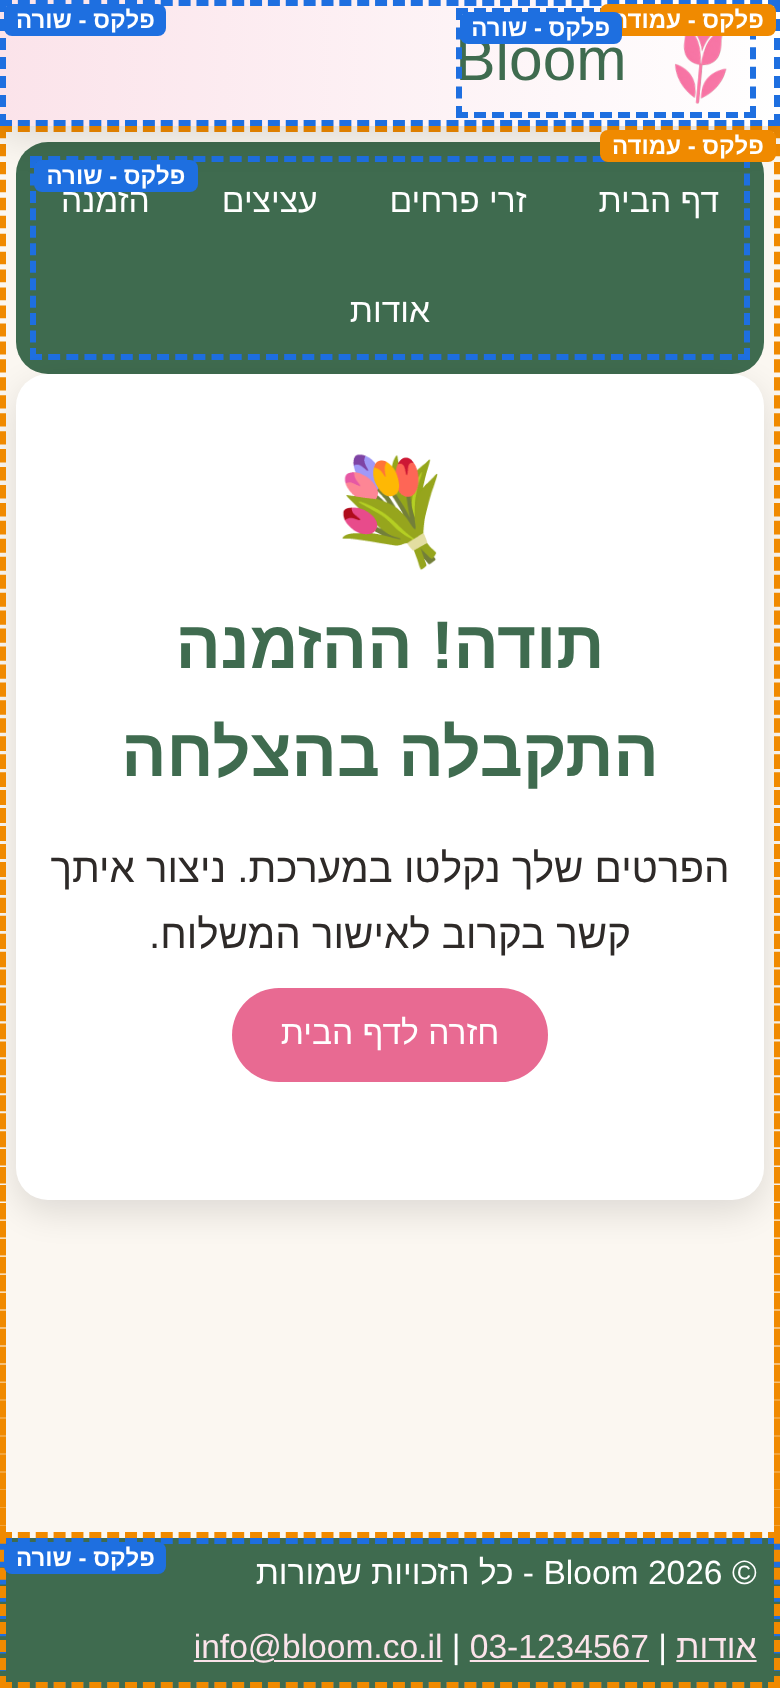 פלקס - עמודה
פלקס - שורה
פלקס - שורה
Bloom
פלקס - עמודה
פלקס - שורה
דף הבית
זרי פרחים
עציצים
הזמנה
אודות
תודה! ההזמנה
התקבלה בהצלחה
הפרטים שלך נקלטו במערכת. ניצור איתך
קשר בקרוב לאישור המשלוח.
חזרה לדף הבית
פלקס - שורה
© 2026 Bloom - כל הזכויות שמורות
אודות | 03-1234567 | info@bloom.co.il